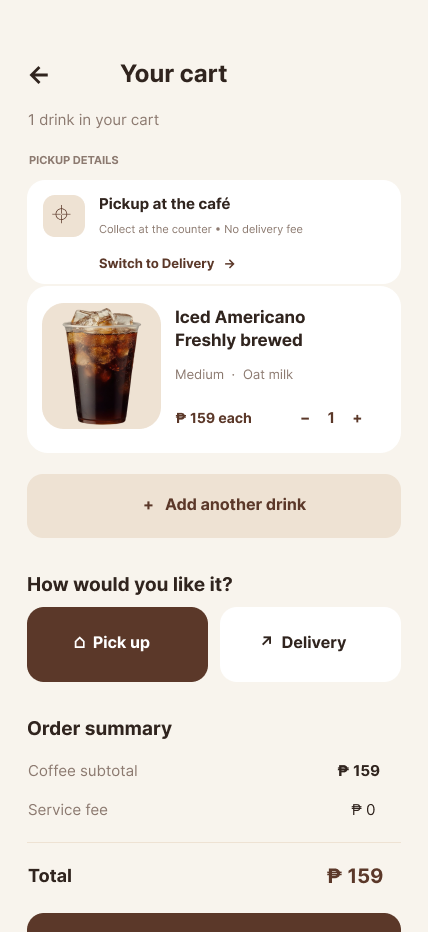 ← Your cart
1 drink in your cart
PICKUP DETAILS
Pickup at the café
Collect at the counter • No delivery fee
Switch to Delivery →
Iced Americano
Freshly brewed
Medium · Oat milk
₱ 159 each − 1 +
+ Add another drink
How would you like it?
⌂ Pick up ↗ Delivery
Order summary
Coffee subtotal ₱ 159
Service fee ₱ 0
Total ₱ 159